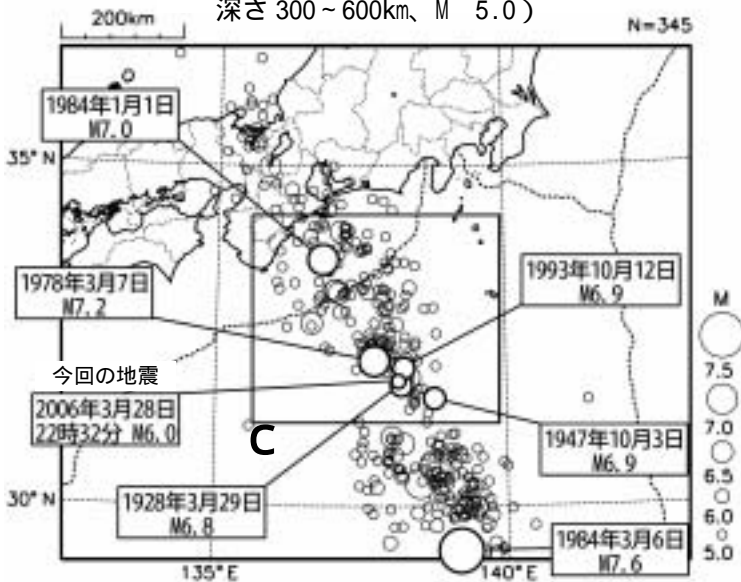 深さ 300～600km、M 5.0）
200km
N=345
1984年1月1日
M7.0
35°N
1978年3月7日
M7.2
1993年10月12日
M6.9
M
7.5
7.0
6.5
6.0
5.0
今回の地震
2006年3月28日
22時32分 M6.0
C
1947年10月3日
M6.9
30°N
1928年3月29日
M6.8
1984年3月6日
M7.6
135°E
140°E